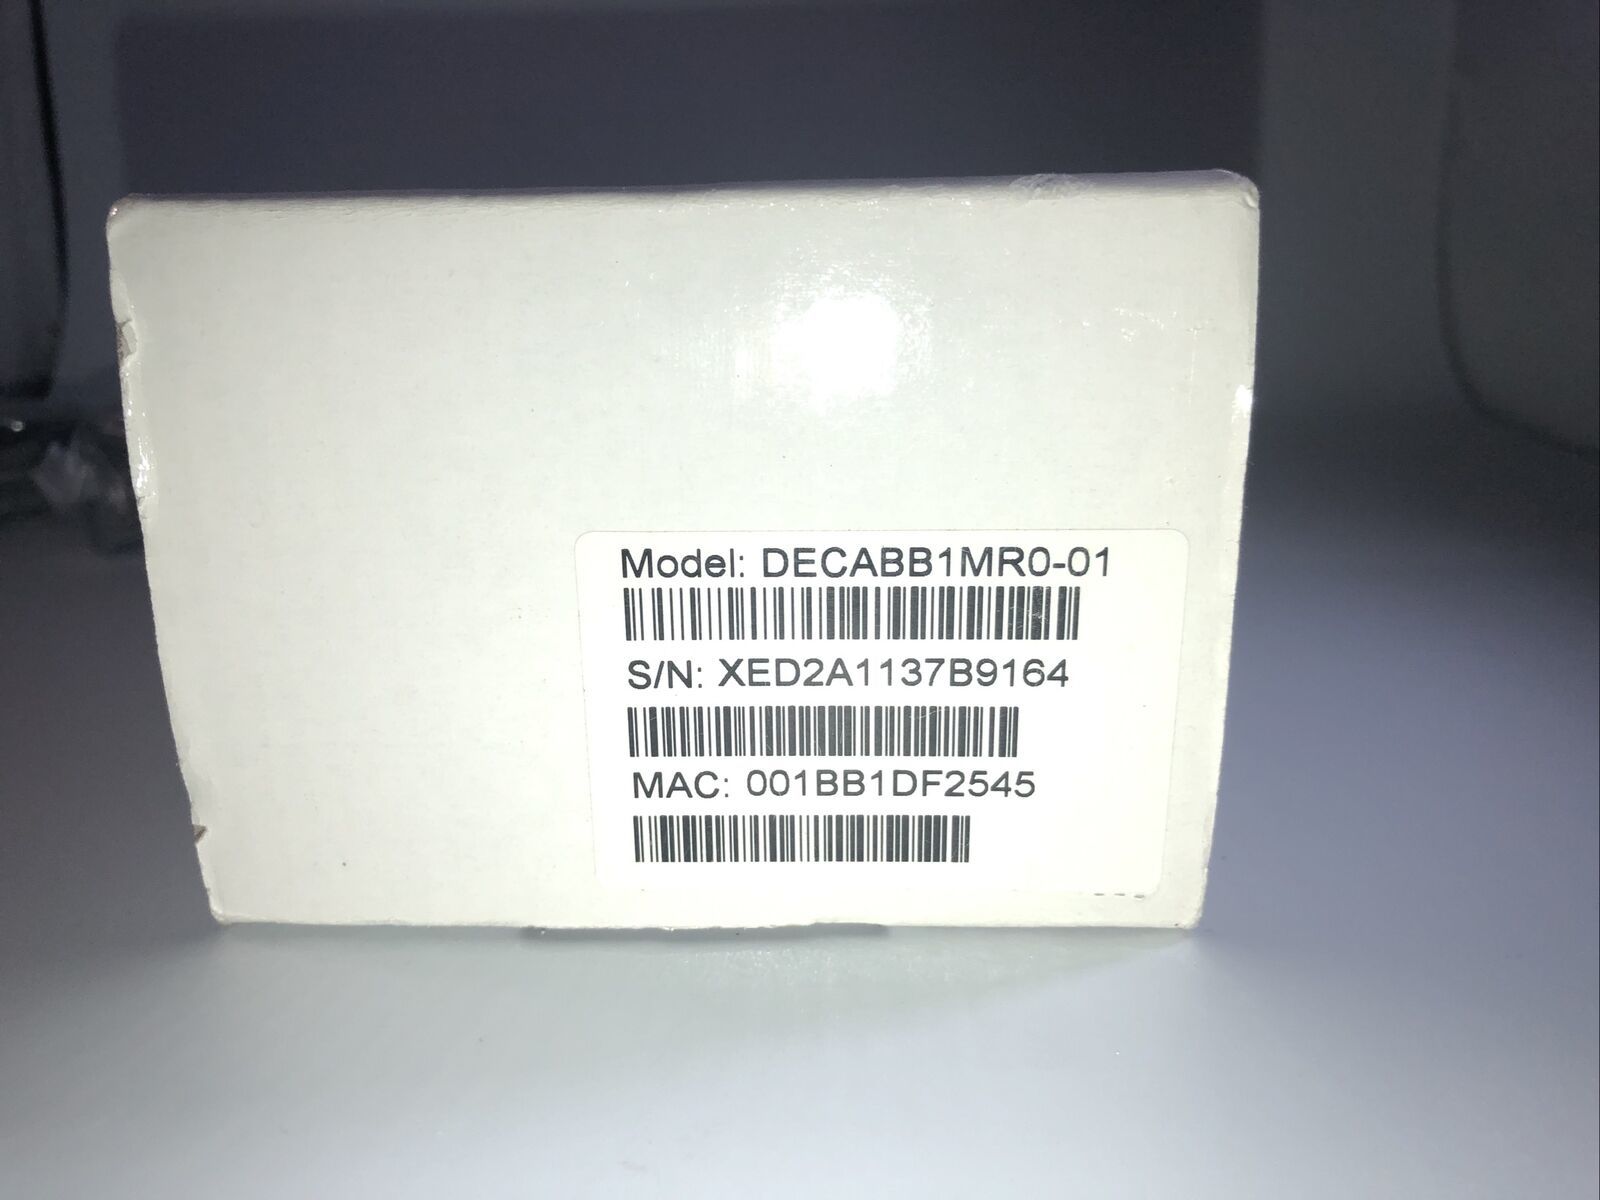 Model: DECABB1MR0-01
S/N: XED2A1137B9164
MAC: 001BB1DF2545